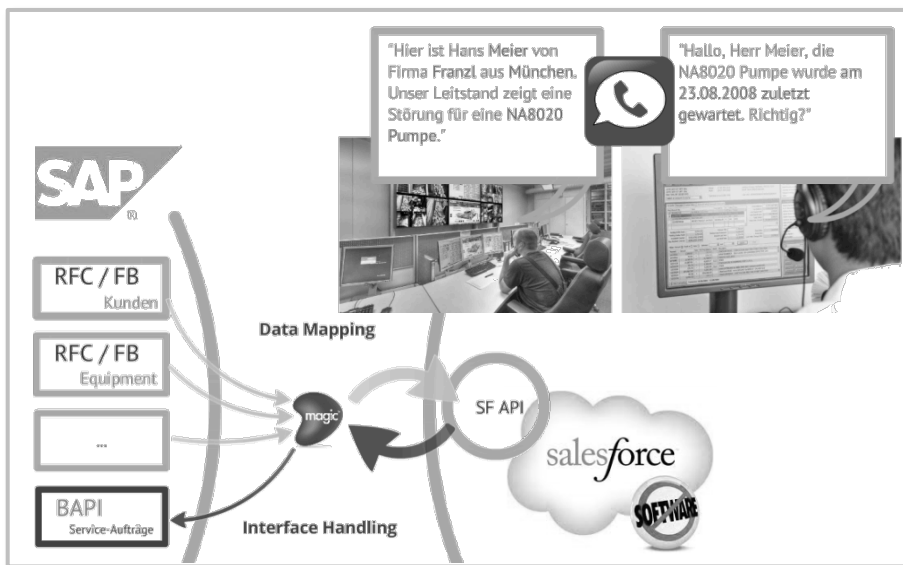 "Hier ist Hans Meier von
Firma Franzl aus München.
Unser Leitstand zeigt eine
Störung für eine NA8020
Pumpe."
"Hallo, Herr Meier, die
NA8020 Pumpe wurde am
23.08.2008 zuletzt
gewartet. Richtig?"
SAP
®
RFC / FB
Kunden
RFC / FB
Equipment
...
BAPI
Service-Aufträge
Data Mapping
magic®
Interface Handling
SF API
salesforce
SOFTWARE